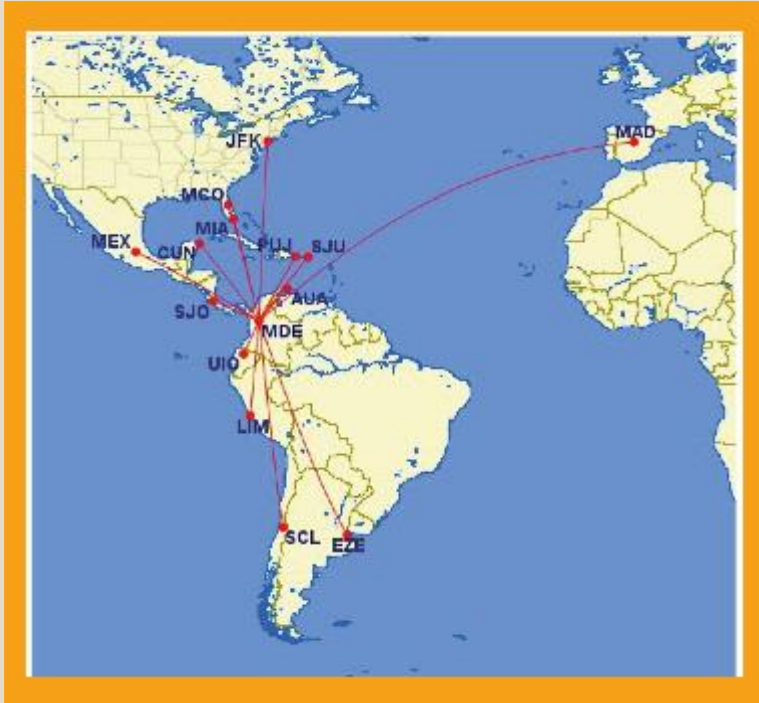 JFK
MAD
MCO
MIA
MEX
CUN
PUJ
SJU
SJO
AUA
MDE
UIO
LIM
SCL
EZE